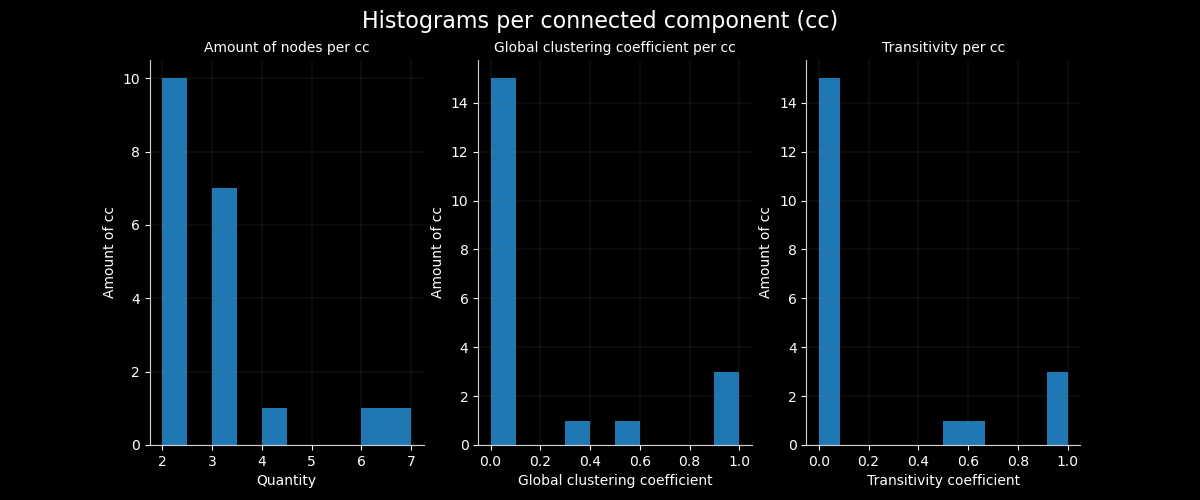 Histograms per connected component (cc)
Amount of nodes per cc
Amount of cc
10
8
6
4
2
0
2 3 4 5 6 7
Quantity
Global clustering coefficient per cc
Amount of cc
14
12
10
8
6
4
2
0
0.0 0.2 0.4 0.6 0.8 1.0
Global clustering coefficient
Transitivity per cc
Amount of cc
14
12
10
8
6
4
2
0
0.0 0.2 0.4 0.6 0.8 1.0
Transitivity coefficient